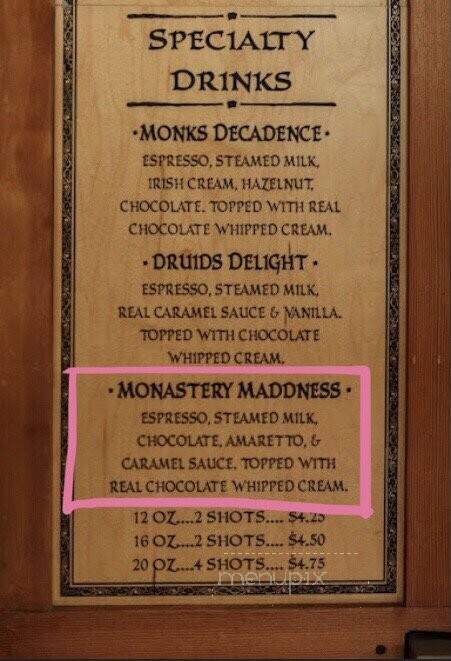 SPECIALTY
DRINKS
·MONKS DECADENCE·
ESPRESSO, STEAMED MILK,
IRISH CREAM, HAZELNUT,
CHOCOLATE. TOPPED WITH REAL
CHOCOLATE WHIPPED CREAM.
·DRUIDS DELIGHT·
ESPRESSO, STEAMED MILK,
REAL CARAMEL SAUCE & VANILLA.
TOPPED WITH CHOCOLATE
WHIPPED CREAM.
·MONASTERY MADDNESS·
ESPRESSO, STEAMED MILK,
CHOCOLATE, AMARETTO, &
CARAMEL SAUCE. TOPPED WITH
REAL CHOCOLATE WHIPPED CREAM.
12 OZ....2 SHOTS.... $4.25
16 OZ....2 SHOTS.... $4.50
20 OZ....4 SHOTS.... $4.75
menupix